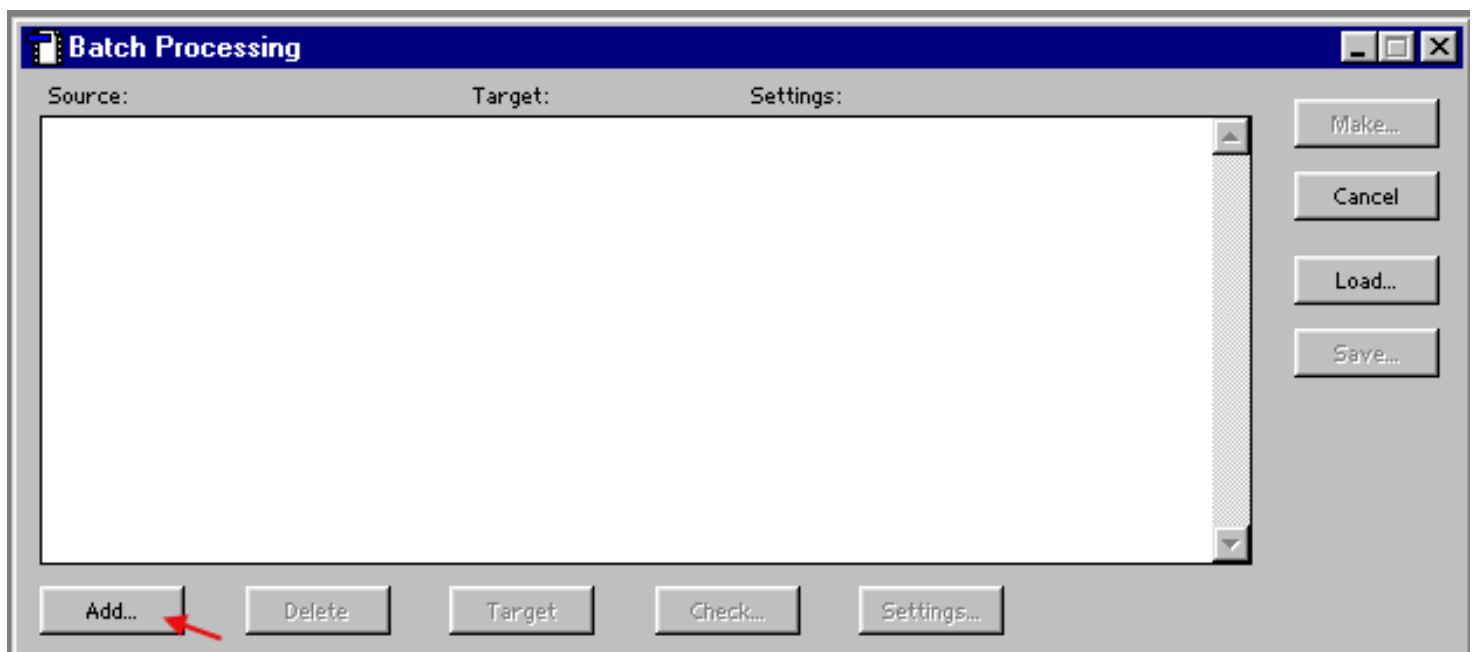 Batch Processing
Source: Target: Settings:
Make...
Cancel
Load...
Save...
Add... Delete Target Check... Settings...